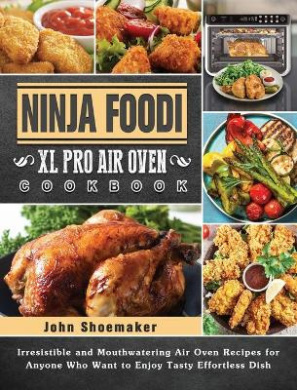 NINJA FOODI
XL PRO AIR OVEN
COOKBOOK
John Shoemaker
Irresistible and Mouthwatering Air Oven Recipes for
Anyone Who Want to Enjoy Tasty Effortless Dish